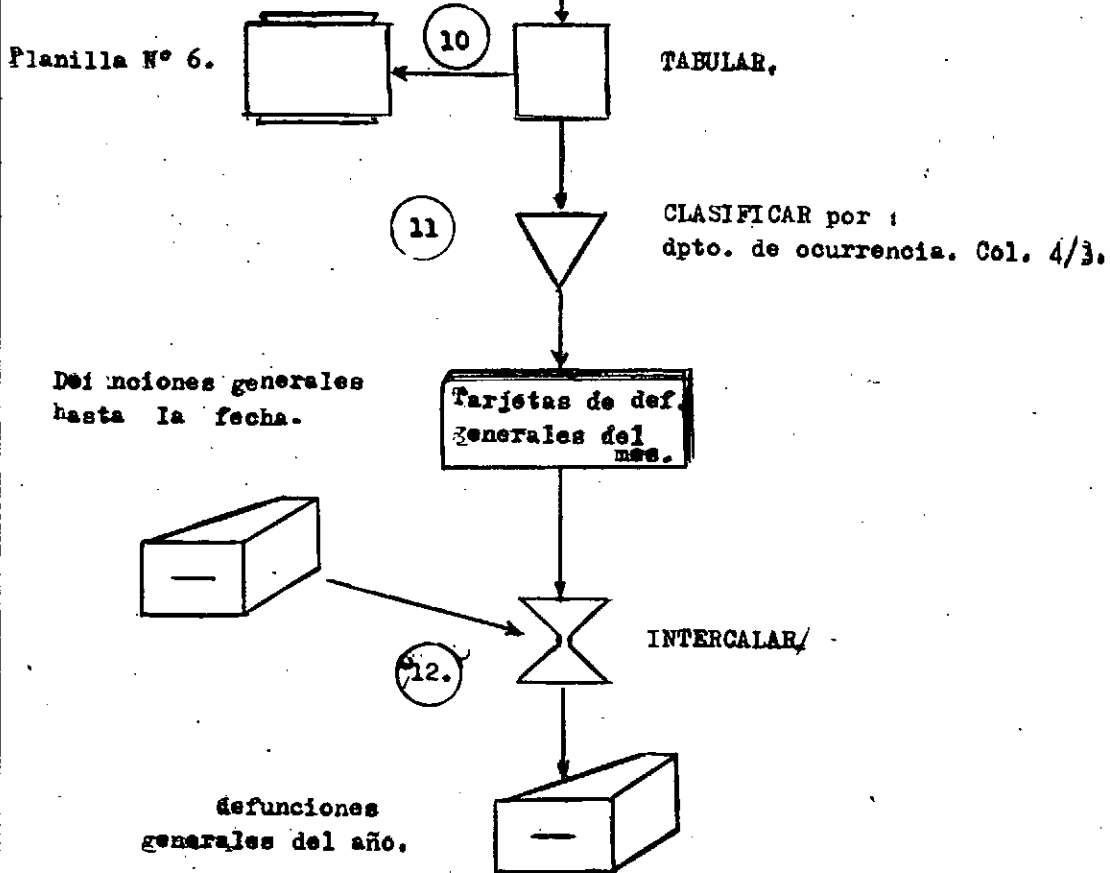 Planilla Nº 6.
10
TABULAR.
11
CLASIFICAR por :
dpto. de ocurrencia. Col. 4/3.
Defunciones generales
hasta la fecha.
Tarjetas de def.
generales del
mes.
INTERCALAR/
12.
defunciones
generales del año.